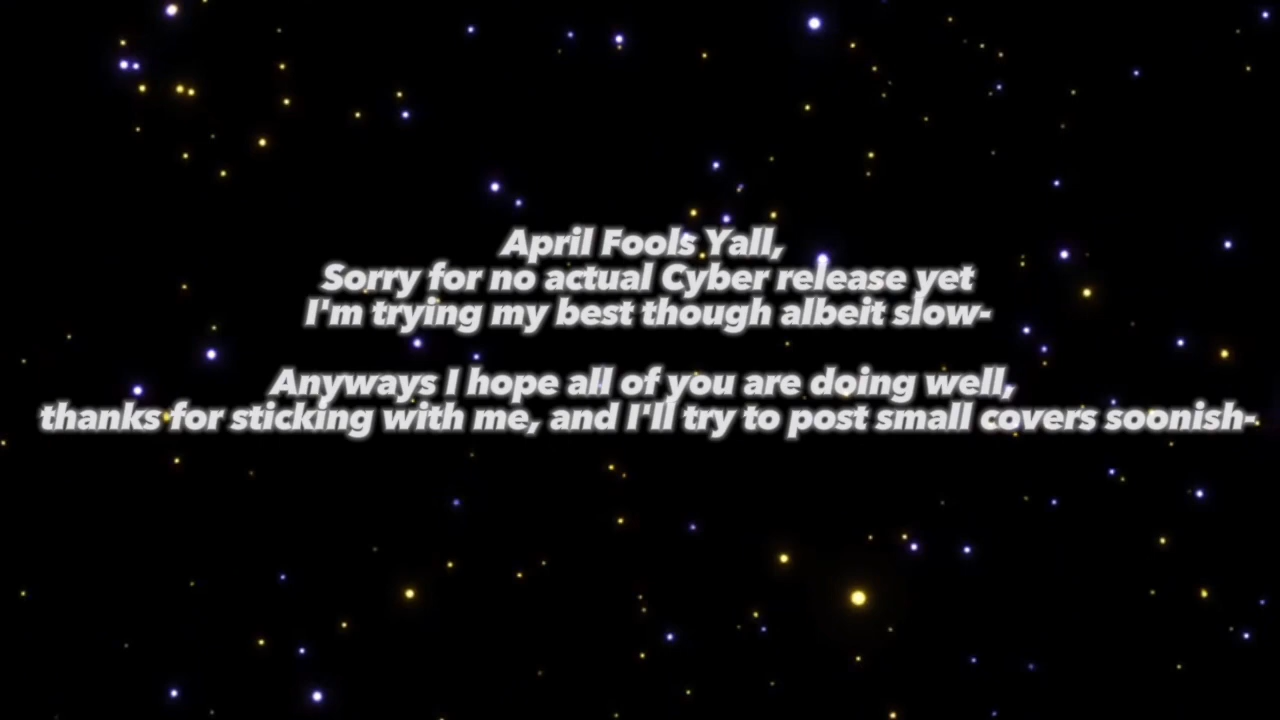 April Fools Yall,
Sorry for no actual Cyber release yet
I'm trying my best though albeit slow-
Anyways I hope all of you are doing well,
thanks for sticking with me, and I'll try to post small covers soonish-